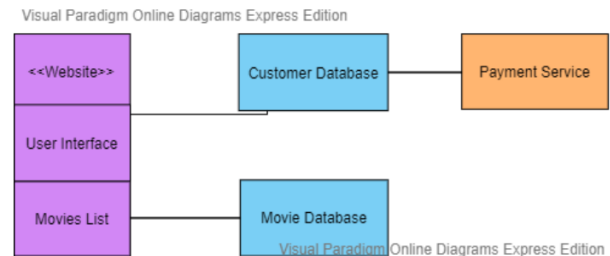 Visual Paradigm Online Diagrams Express Edition
<<Website>>
Customer Database
Payment Service
User Interface
Movies List
Movie Database
Visual Paradigm Online Diagrams Express Edition